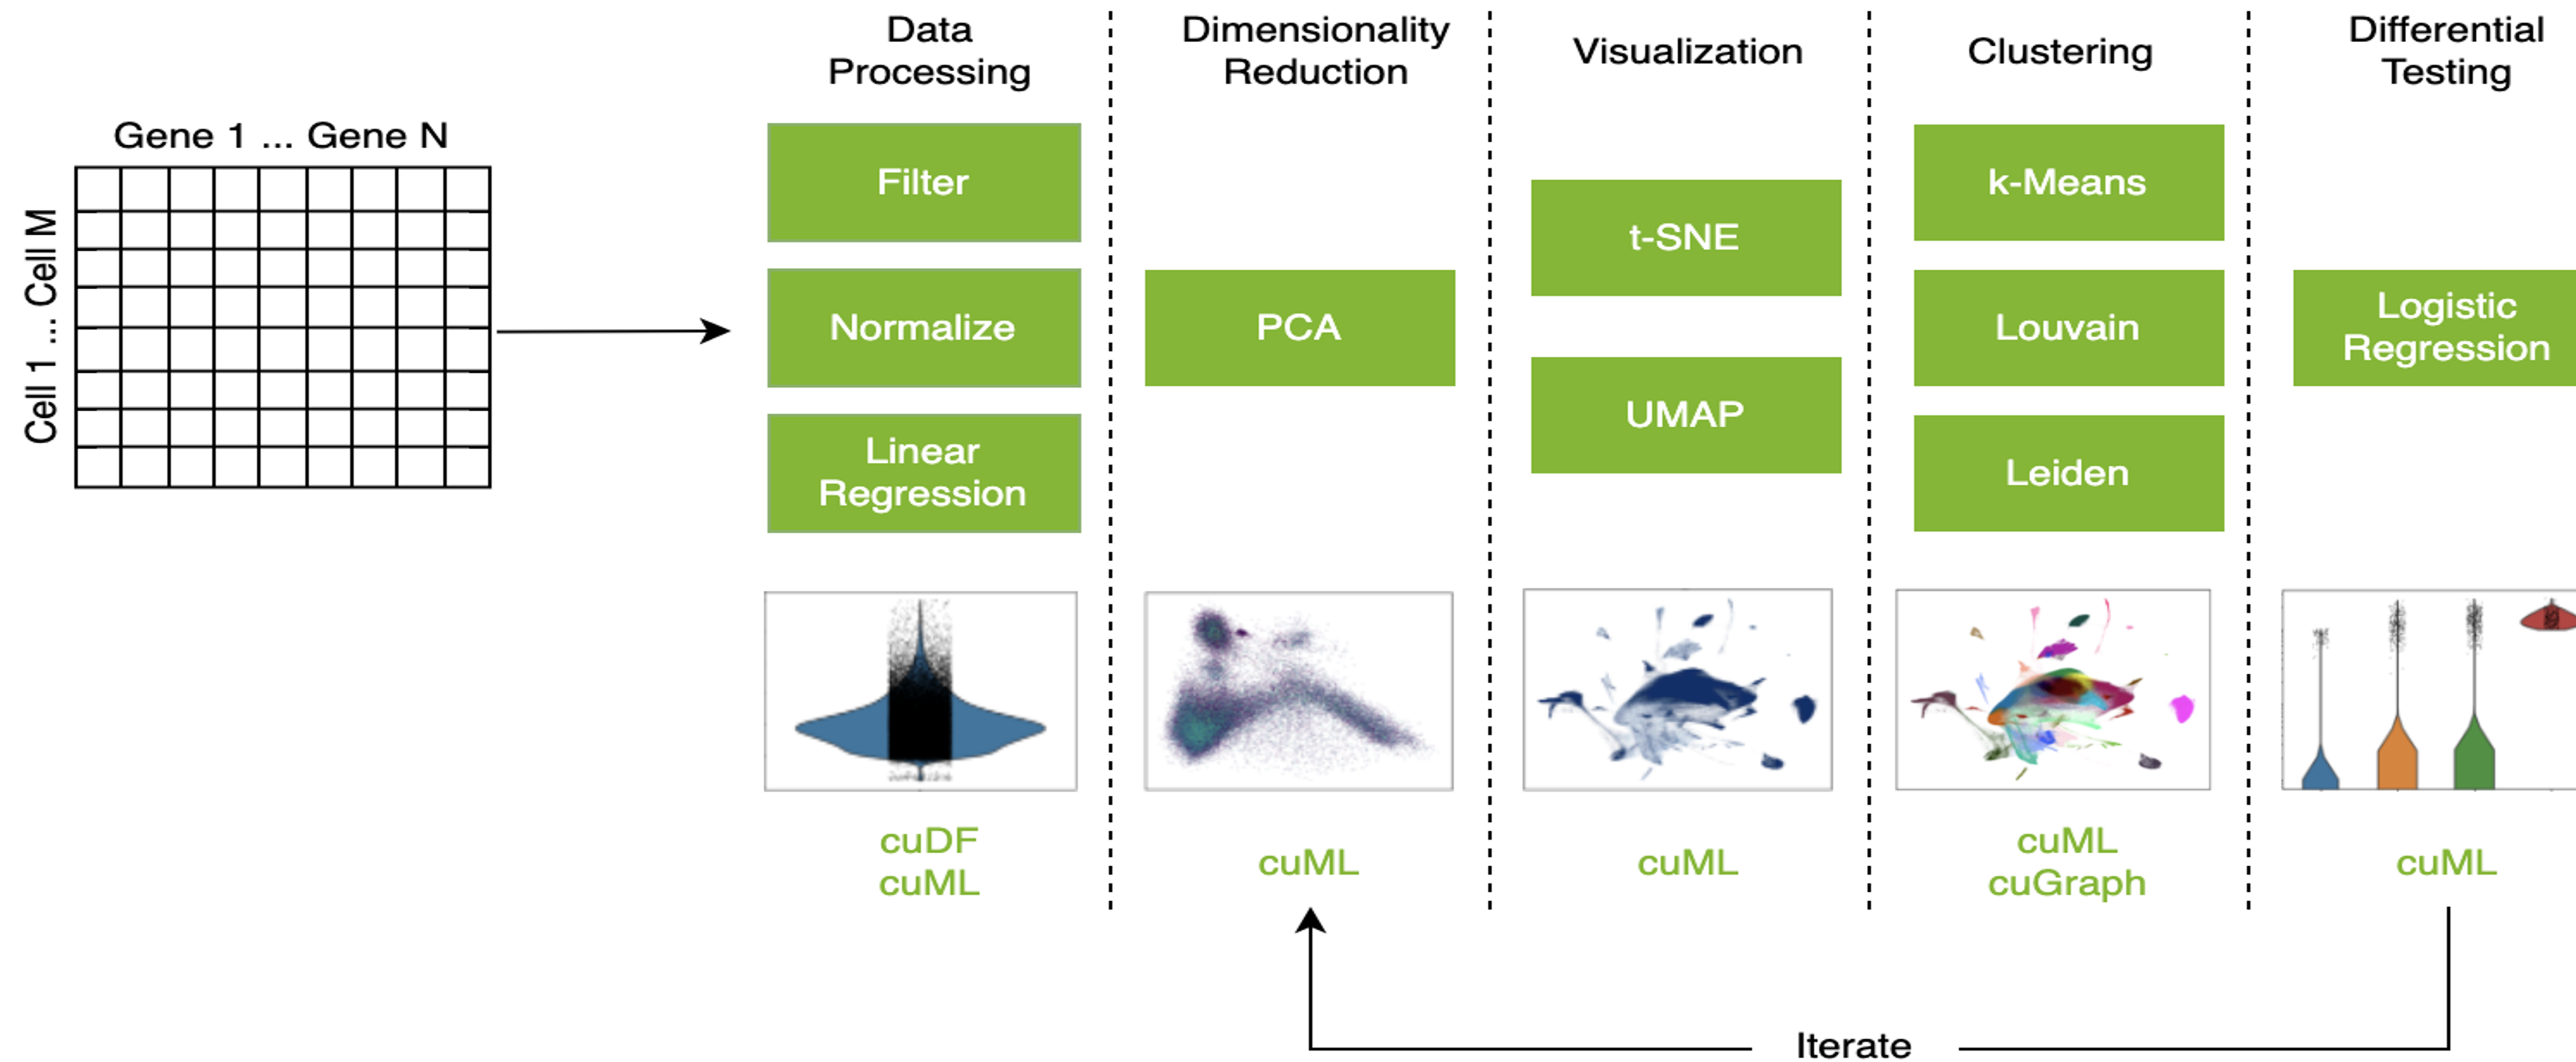 Gene 1 ... Gene N
Cell 1 ... Cell M
Data
Processing
Filter
Normalize
Linear
Regression
cuDF
cuML
Dimensionality
Reduction
PCA
cuML
Visualization
t-SNE
UMAP
cuML
Clustering
k-Means
Louvain
Leiden
cuML
cuGraph
Differential
Testing
Logistic
Regression
cuML
Iterate